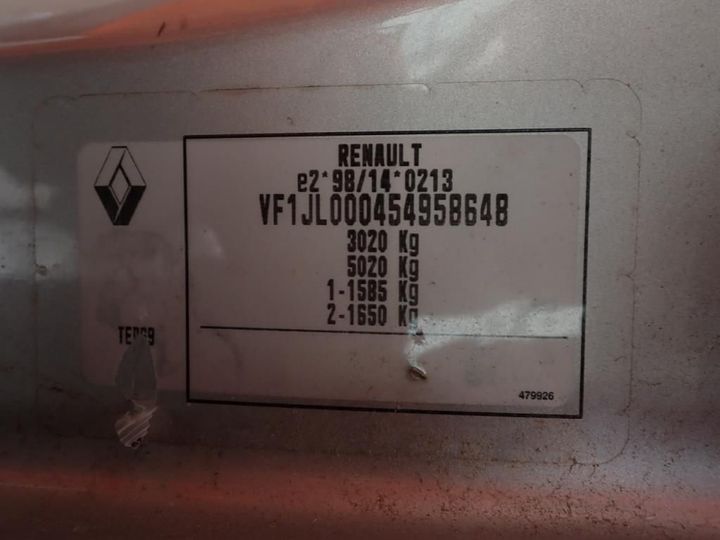 RENAULT
e2*98/14*0213
VF1JL000454958648
3020 Kg
5020 Kg
1-1585 Kg
2-1650 Kg
479926